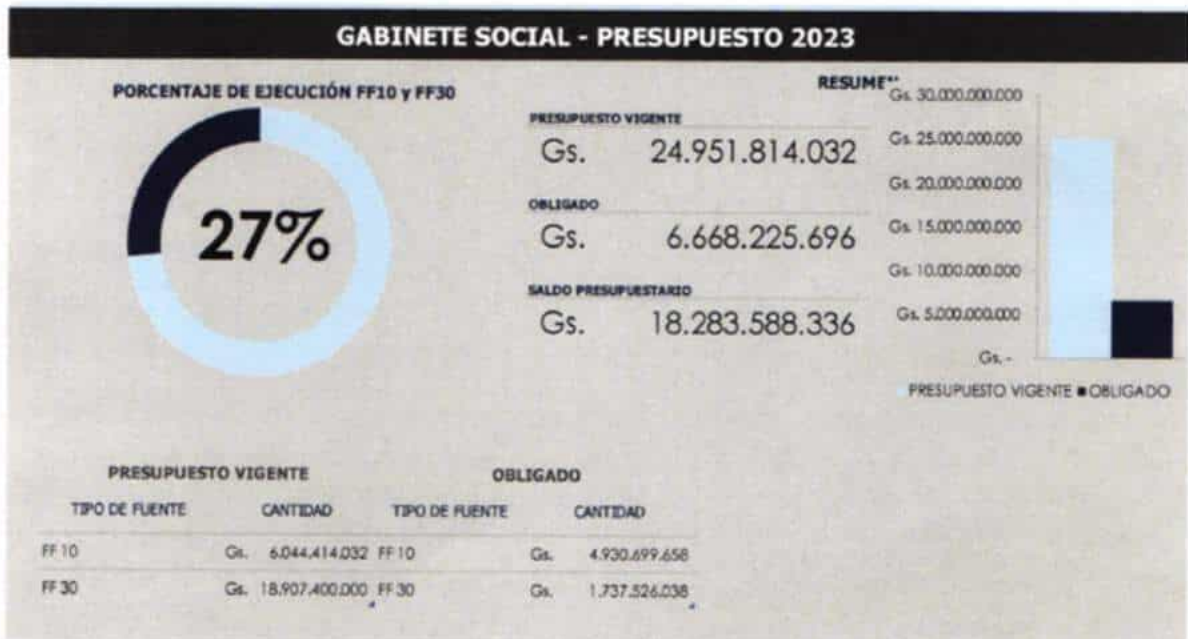 GABINETE SOCIAL - PRESUPUESTO 2023
PORCENTAJE DE EJECUCIÓN FF10 y FF30
27%
PRESUPUESTO VIGENTE
Gs. 24.951.814.032
OBLIGADO
Gs. 6.668.225.696
SALDO PRESUPUESTARIO
Gs. 18.283.588.336
RESUME
Gs. 30.000.000.000
Gs. 25.000.000.000
Gs. 20.000.000.000
Gs. 15.000.000.000
Gs. 10.000.000.000
Gs. 5.000.000.000
Gs. -
PRESUPUESTO VIGENTE OBLIGADO
PRESUPUESTO VIGENTE OBLIGADO
TIPO DE FUENTE CANTIDAD TIPO DE FUENTE CANTIDAD
FF 10 Gs. 6.044.414.032 FF 10 Gs. 4.930.699.658
FF 30 Gs. 18.907.400.000 FF 30 Gs. 1.737.526.038